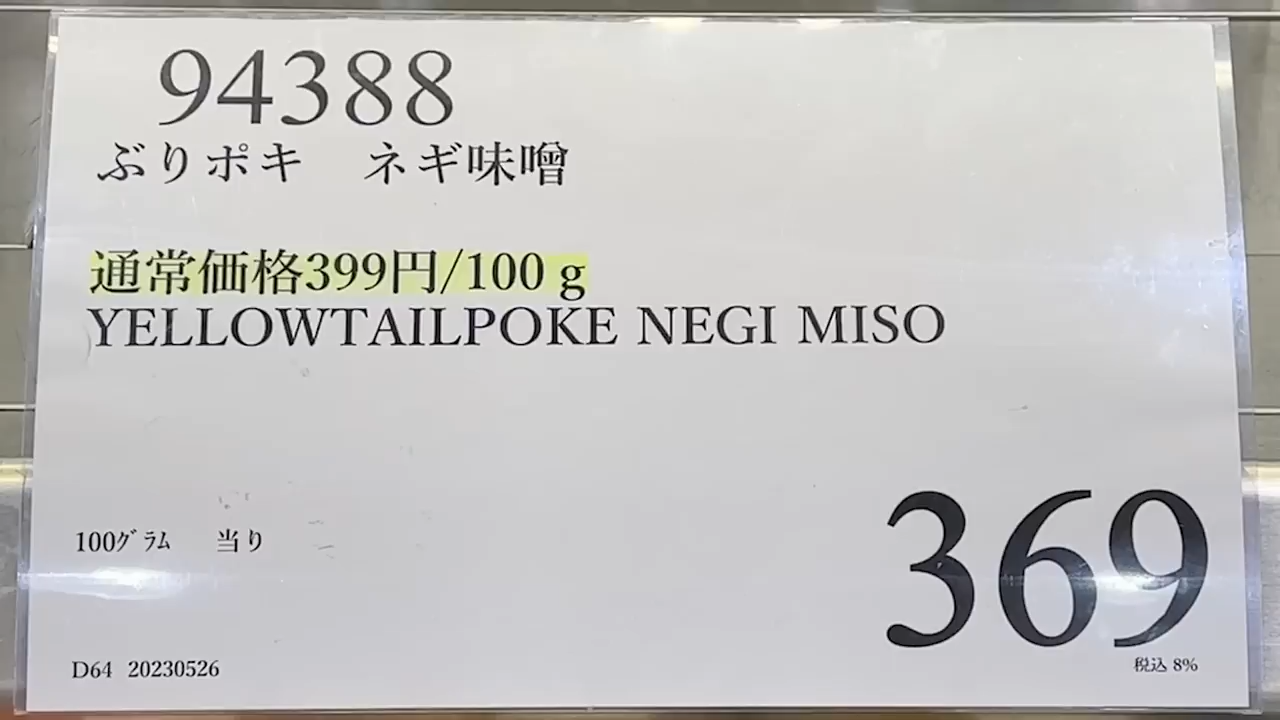 94388
ぶりポキ　ネギ味噌
通常価格399円/100ｇ
YELLOWTAILPOKE NEGI MISO
100ｸﾞﾗﾑ　当り
369
税込 8%
D64 20230526